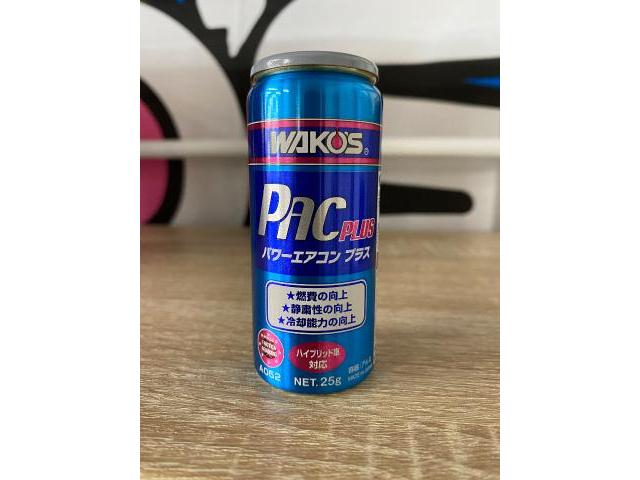 WAKO'S®
PAC PLUS
パワーエアコン プラス
★燃費の向上
★静粛性の向上
★冷却能力の向上
ハイブリッド車
対応
A052
NET.25g